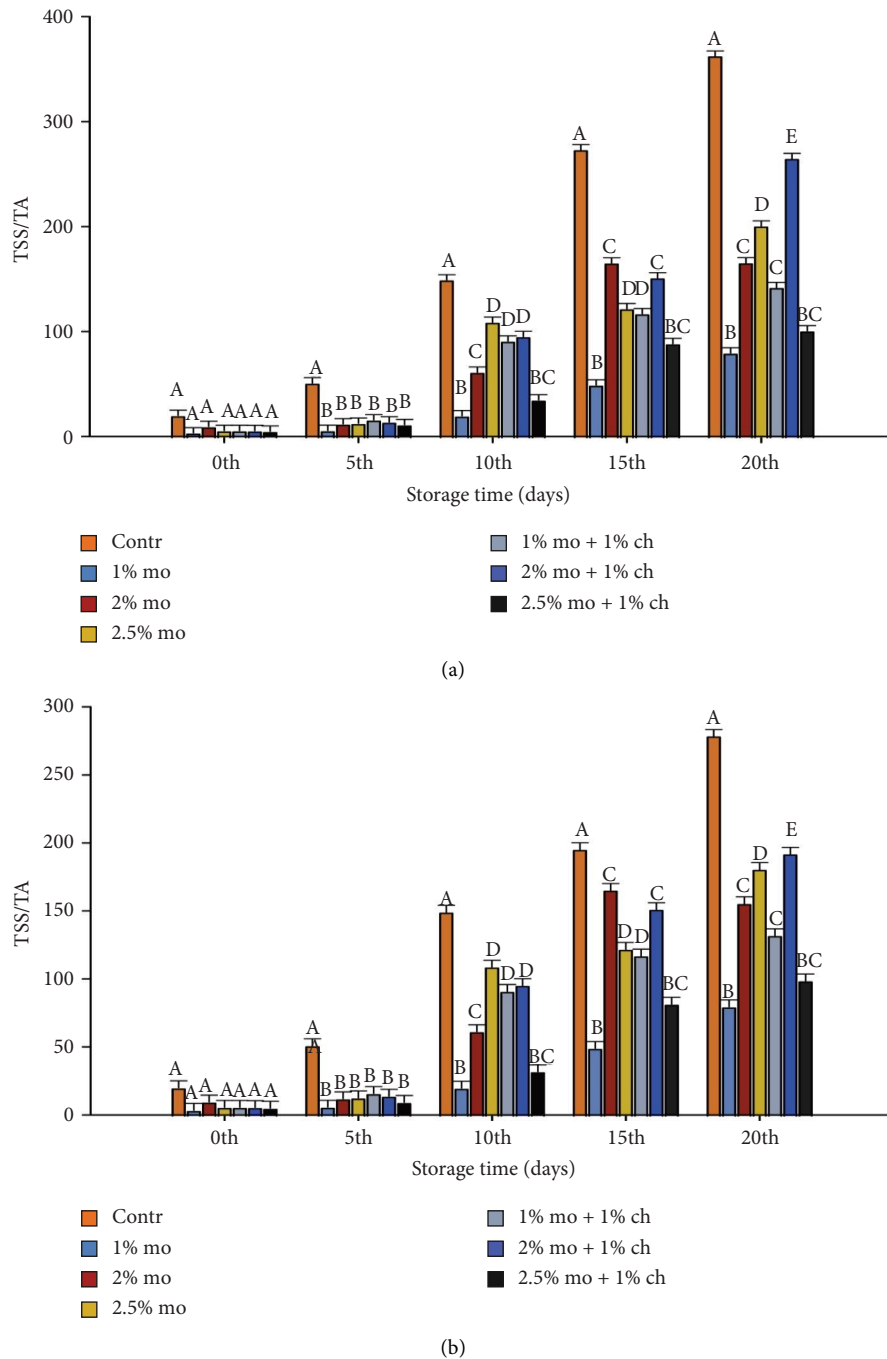 400
300
200
100
0
TSS/TA
A
A
A
A
A
A
A
A
B
B
B
B
B
B
A
B
C
D
D
D
BC
A
B
C
D
D
C
BC
A
B
C
D
C
E
BC
0th
5th
10th
15th
20th
Storage time (days)
Contr
1% mo
2% mo
2.5% mo
1% mo + 1% ch
2% mo + 1% ch
2.5% mo + 1% ch
(a)
300
250
200
150
100
50
0
TSS/TA
A
A
A
A
A
A
A
A
A
B
B
B
B
B
B
A
B
C
D
D
D
BC
A
B
C
D
D
C
BC
A
B
C
D
C
E
BC
0th
5th
10th
15th
20th
Storage time (days)
Contr
1% mo
2% mo
2.5% mo
1% mo + 1% ch
2% mo + 1% ch
2.5% mo + 1% ch
(b)